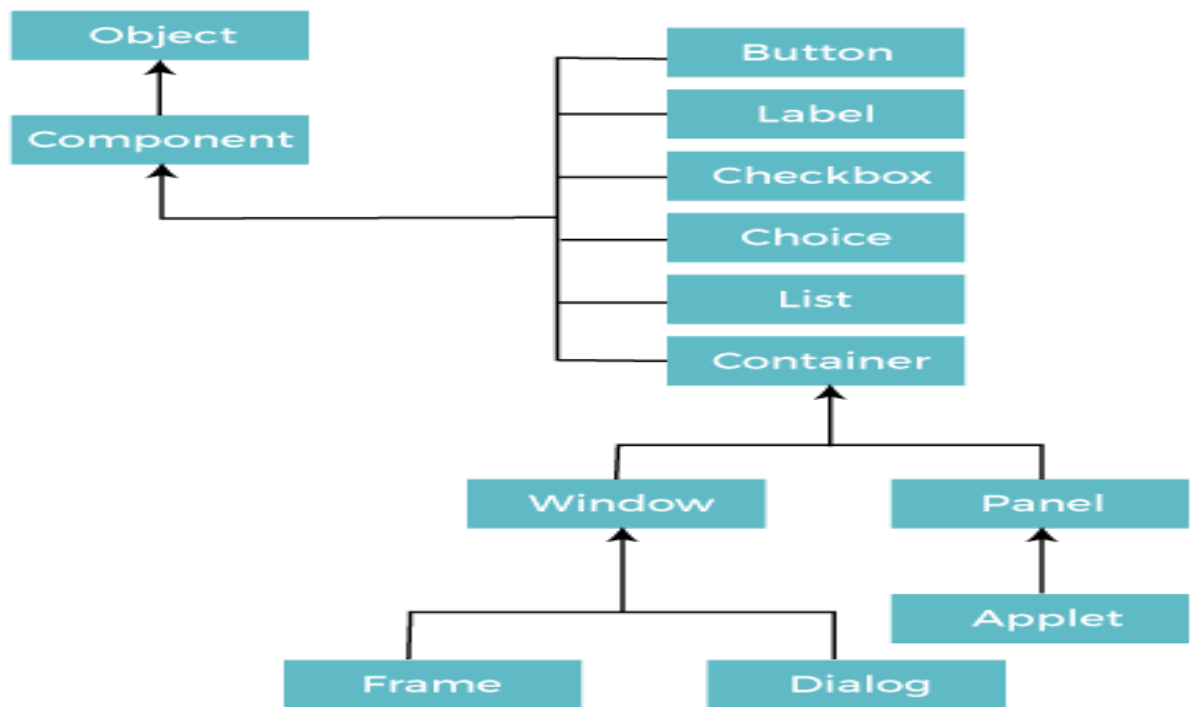 Object
Component
Button
Label
Checkbox
Choice
List
Container
Window
Panel
Applet
Frame
Dialog